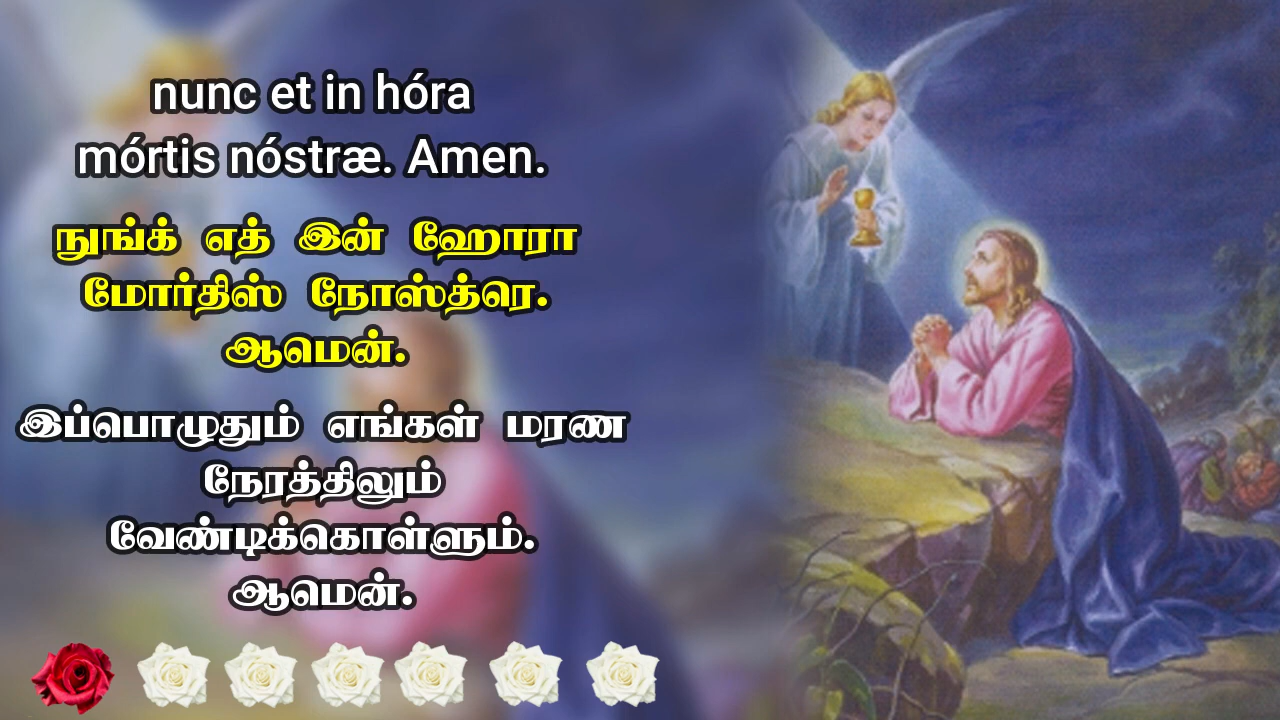 nunc et in hóra
mórtis nóstræ. Amen.
நுங்க் எத் இன் ஹோரா
மோர்திஸ் நோஸ்த்ரெ.
ஆமென்.
இப்பொழுதும் எங்கள் மரண
நேரத்திலும்
வேண்டிக்கொள்ளும்.
ஆமென்.